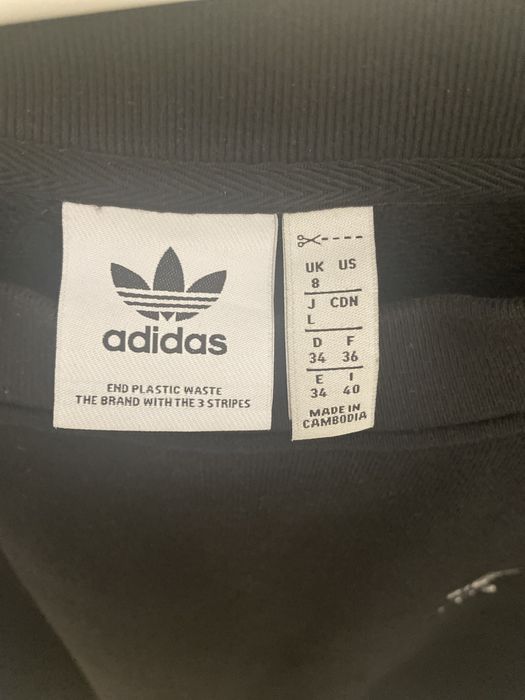 adidas
END PLASTIC WASTE
THE BRAND WITH THE 3 STRIPES
UK US
8
J CDN
L
D F
34 36
E I
34 40
MADE IN
CAMBODIA